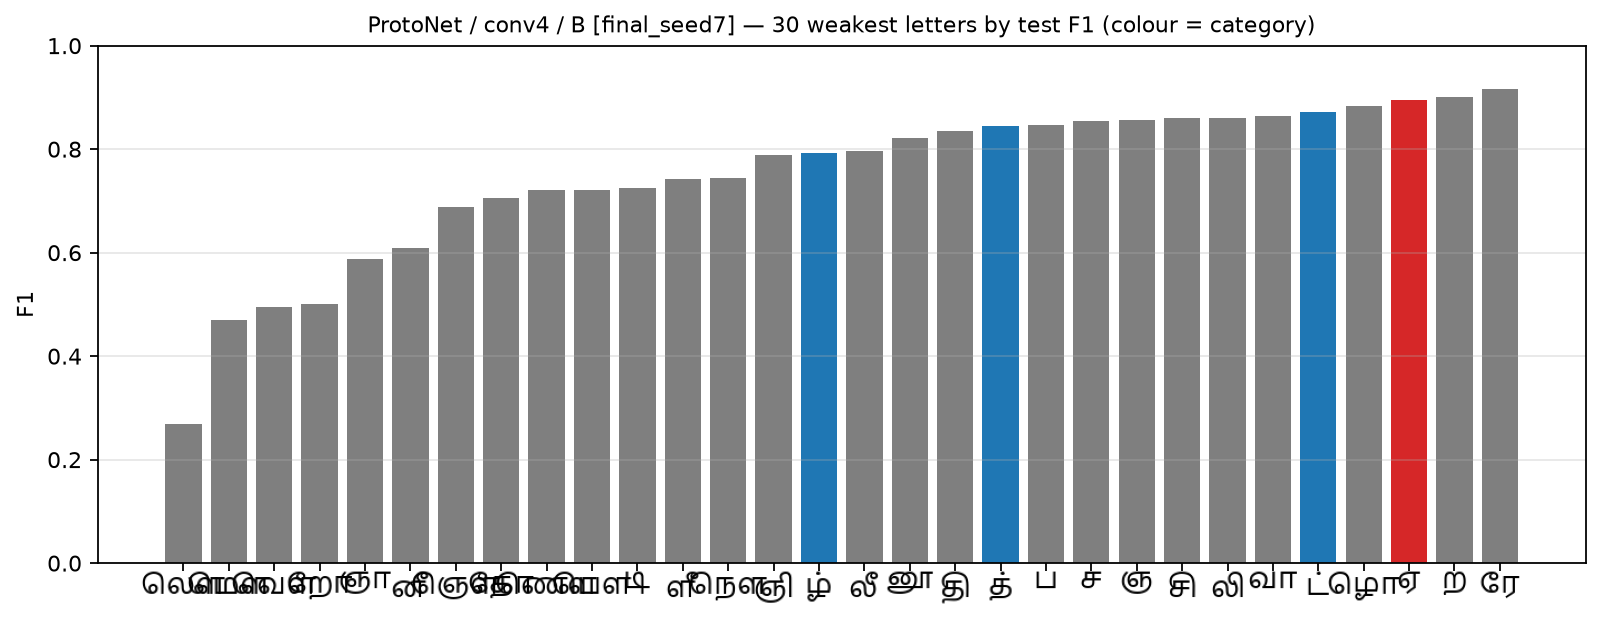 ProtoNet / conv4 / B [final_seed7] — 30 weakest letters by test F1 (colour = category)
F1
1.0
0.8
0.6
0.4
0.2
0.0
டி ளீ நௌ ஞி ழ் லீ னூ தி த் ப ச ஞ சி லி வா ட் ழொ ஏ ற ரே